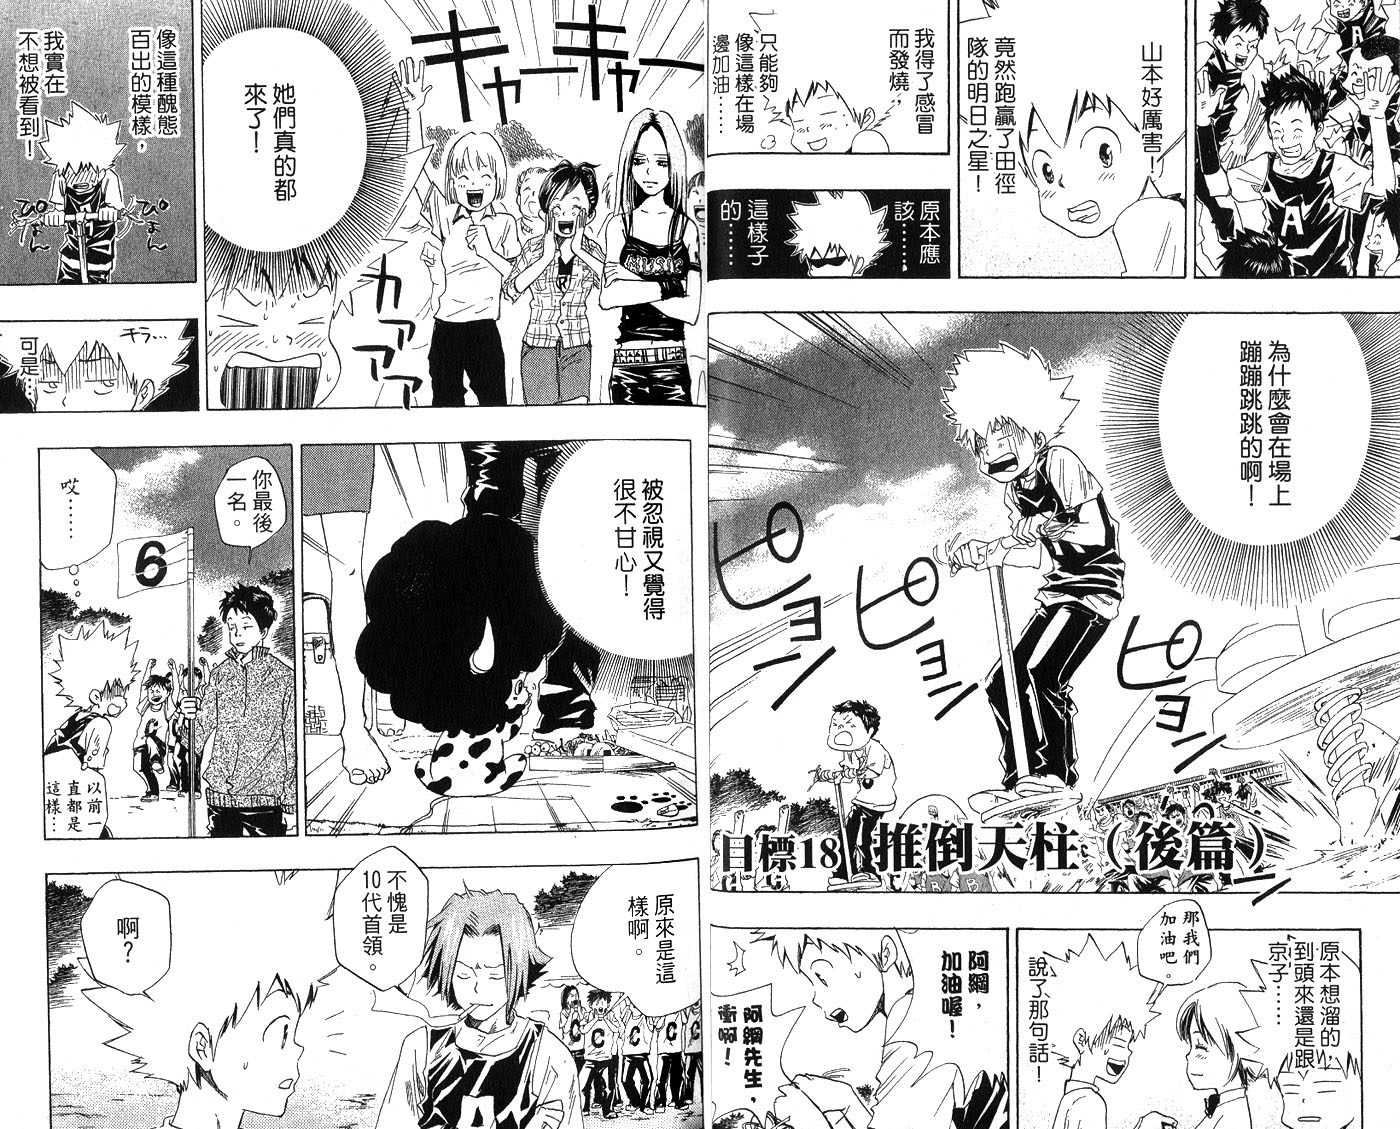 A
A
山本好厲害！
竟然跑贏了田徑
隊的明日之星！
我得了感冒
而發燒，
只能夠
像這樣在場
邊加油…
原本應
該……
這樣子
的……
為什麼會在場上
蹦蹦跳跳的啊！
ピョン
ピョン
ピョン
目標18
推倒天柱（後篇）
原本想溜的，
到頭來還是跟
京子……
那我們
加油吧。
說了那句話！
阿綱，
加油喔！
阿綱先生，
衝啊！
キャー
キャー
MUSIC
R
カァァァ
她們真的都
來了！
像這種醜態
百出的模樣，
我實在
不想被看到！
ぴょん
ぴょん
チラ…
可是…
被忽視又覺得
很不甘心！
你最後
一名。
6
哎……
以前一
直都是
這樣…
C
原來是這
樣啊。
不愧是
10代首領。
啊？
A
C
C
C
C